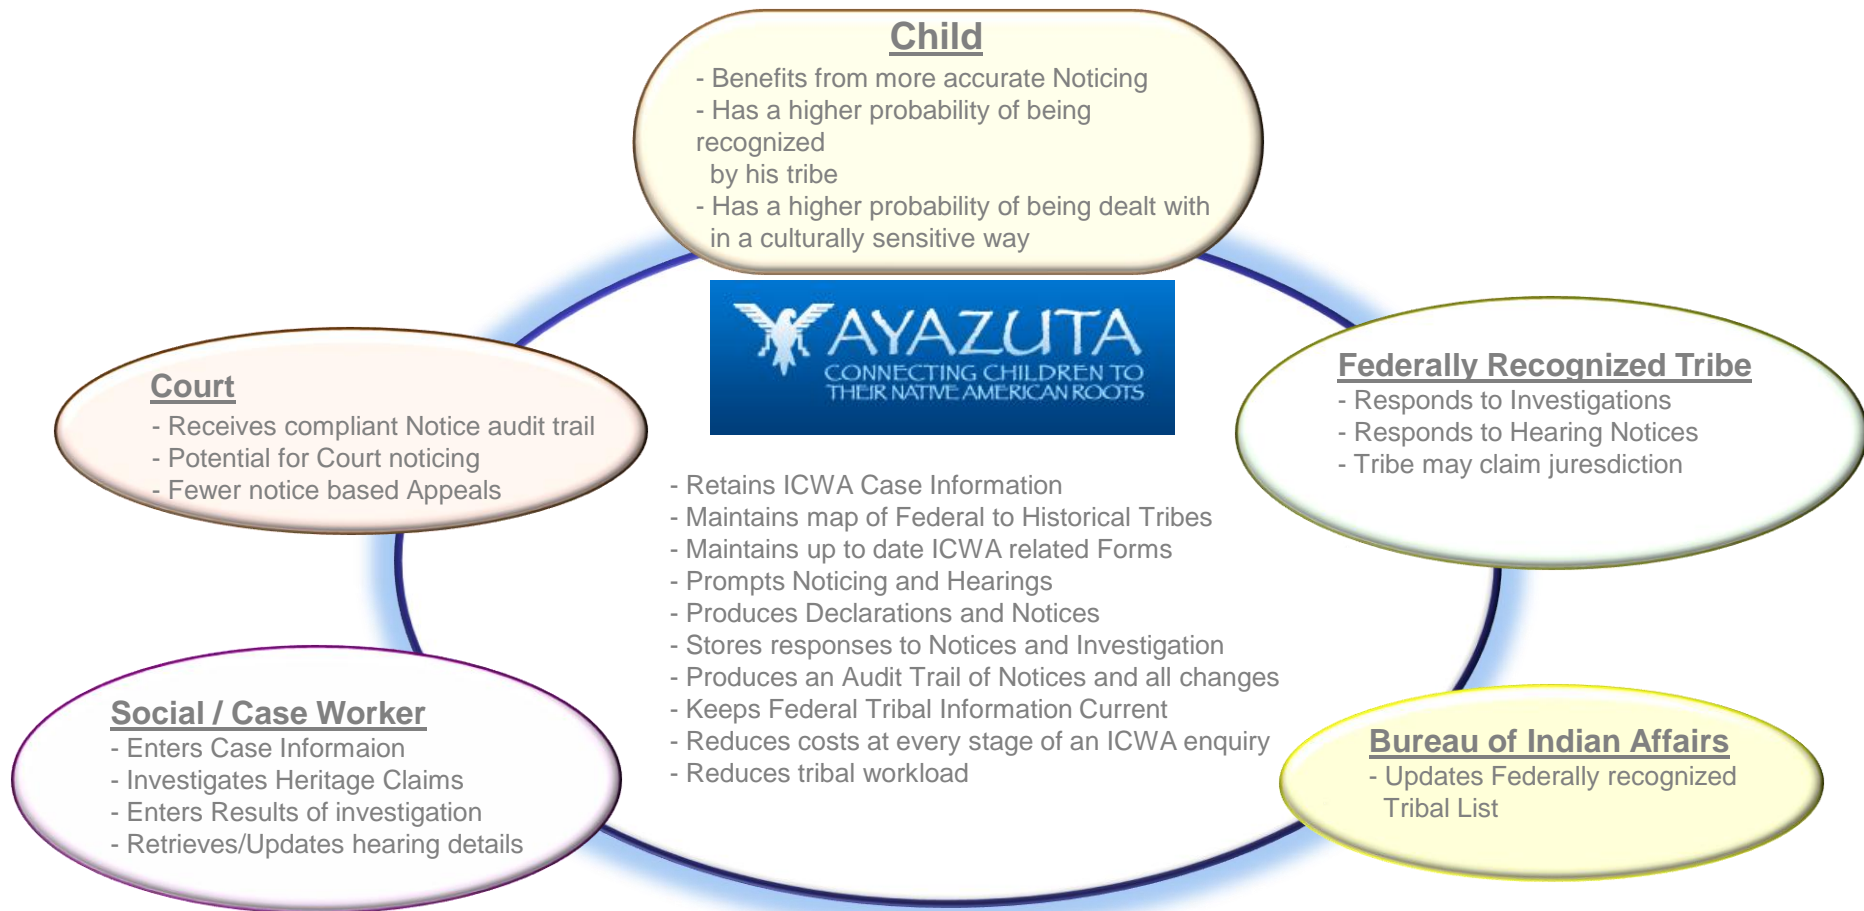 Child
- Benefits from more accurate Noticing
- Has a higher probability of being
recognized
by his tribe
- Has a higher probability of being dealt with
in a culturally sensitive way
AYAZUTA
CONNECTING CHILDREN TO
THEIR NATIVE AMERICAN ROOTS
Court
- Receives compliant Notice audit trail
- Potential for Court noticing
- Fewer notice based Appeals
Federally Recognized Tribe
- Responds to Investigations
- Responds to Hearing Notices
- Tribe may claim juresdiction
- Retains ICWA Case Information
- Maintains map of Federal to Historical Tribes
- Maintains up to date ICWA related Forms
- Prompts Noticing and Hearings
- Produces Declarations and Notices
- Stores responses to Notices and Investigation
- Produces an Audit Trail of Notices and all changes
- Keeps Federal Tribal Information Current
- Reduces costs at every stage of an ICWA enquiry
- Reduces tribal workload
Social / Case Worker
- Enters Case Informaion
- Investigates Heritage Claims
- Enters Results of investigation
- Retrieves/Updates hearing details
Bureau of Indian Affairs
- Updates Federally recognized
Tribal List